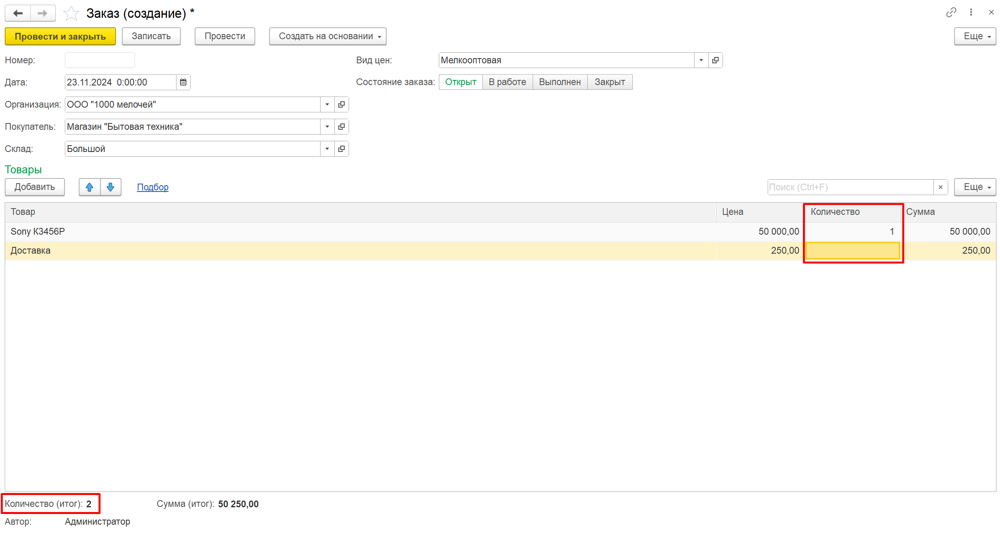 Заказ (создание) *
Провести и закрыть Записать Провести Создать на основании Еще
Номер: Вид цен: Мелкооптовая
Дата: 23.11.2024 0:00:00 Состояние заказа: Открыт В работе Выполнен Закрыт
Организация: ООО "1000 мелочей"
Покупатель: Магазин "Бытовая техника"
Склад: Большой
Товары
Добавить Подбор Поиск (Ctrl+F) × Еще
Товар Цена Количество Сумма
Sony К3456P 50 000,00 1 50 000,00
Доставка 250,00 250,00
Количество (итог): 2 Сумма (итог): 50 250,00
Автор: Администратор